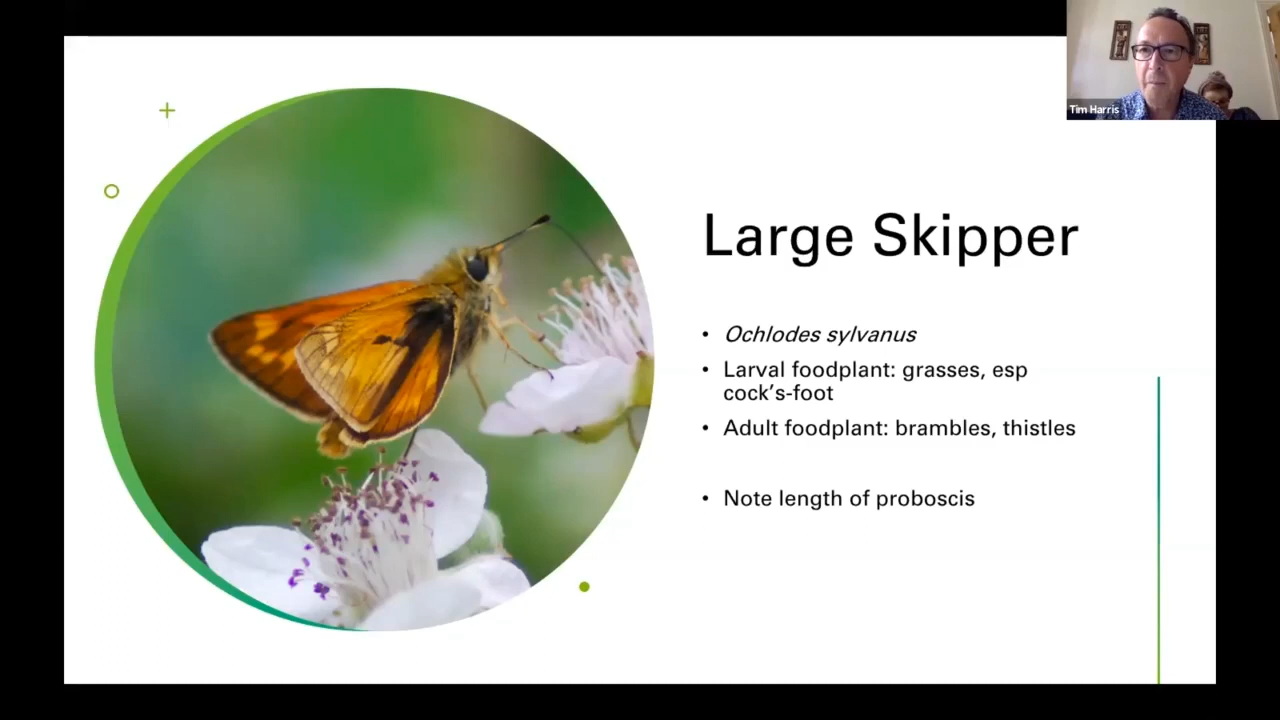 Tim Harris
Large Skipper
• Ochlodes sylvanus
• Larval foodplant: grasses, esp
cock’s-foot
• Adult foodplant: brambles, thistles
• Note length of proboscis